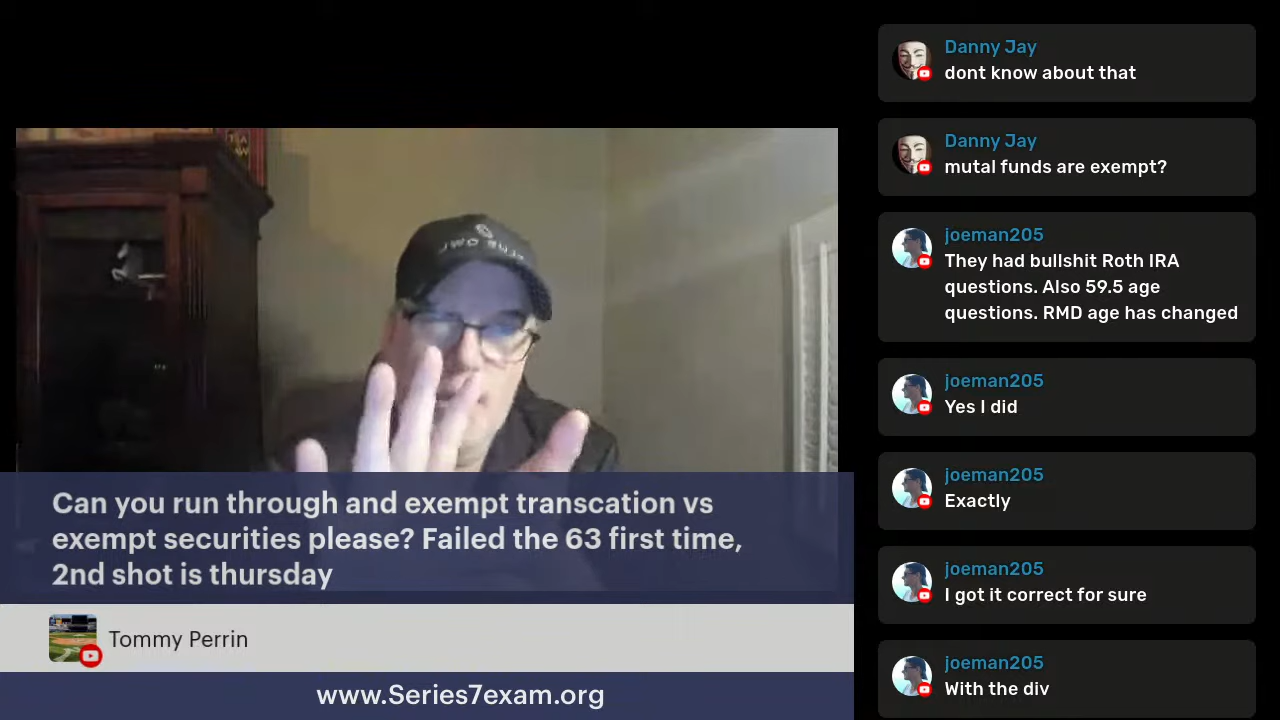 Danny Jay
dont know about that
Danny Jay
mutal funds are exempt?
joeman205
They had bullshit Roth IRA
questions. Also 59.5 age
questions. RMD age has changed
joeman205
Yes I did
joeman205
Exactly
joeman205
I got it correct for sure
joeman205
With the div
Can you run through and exempt transcation vs
exempt securities please? Failed the 63 first time,
2nd shot is thursday
Tommy Perrin
www.Series7exam.org